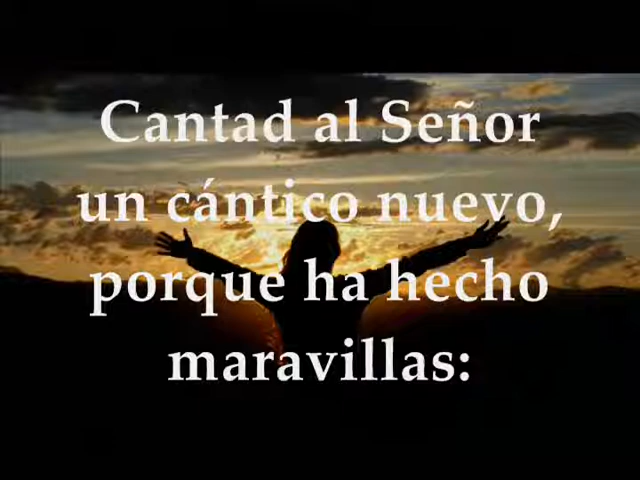 Cantad al Señor
un cántico nuevo,
porque ha hecho
maravillas: